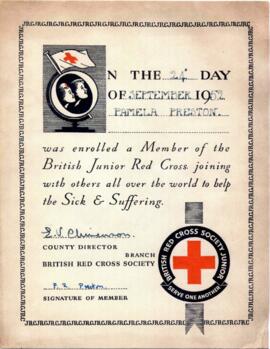 ON THE 24 DAY
OF SEPTEMBER 1952
PAMELA PRESTON.
was enrolled a Member of the
British Junior Red Cross, joining
with others all over the world to help
the Sick & Suffering.
COUNTY DIRECTOR
BRANCH
BRITISH RED CROSS SOCIETY
P. R. Preston
SIGNATURE OF MEMBER
BRITISH RED CROSS SOCIETY JUNIOR
SERVE ONE ANOTHER